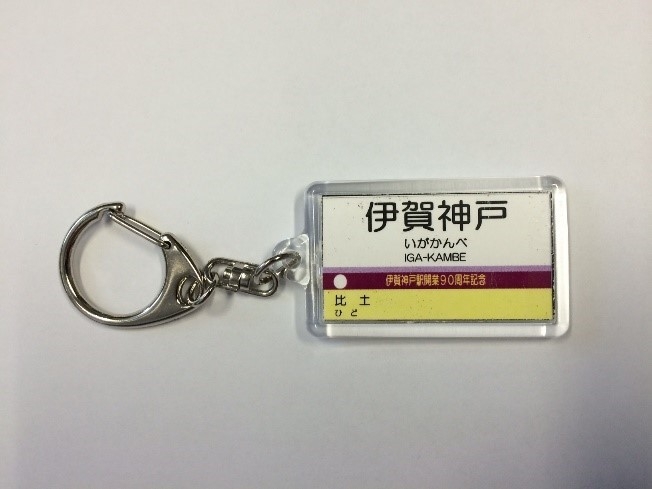 伊賀神戸
いがかんべ
IGA-KAMBE
伊賀神戸駅開業90周年記念
比土
ひど